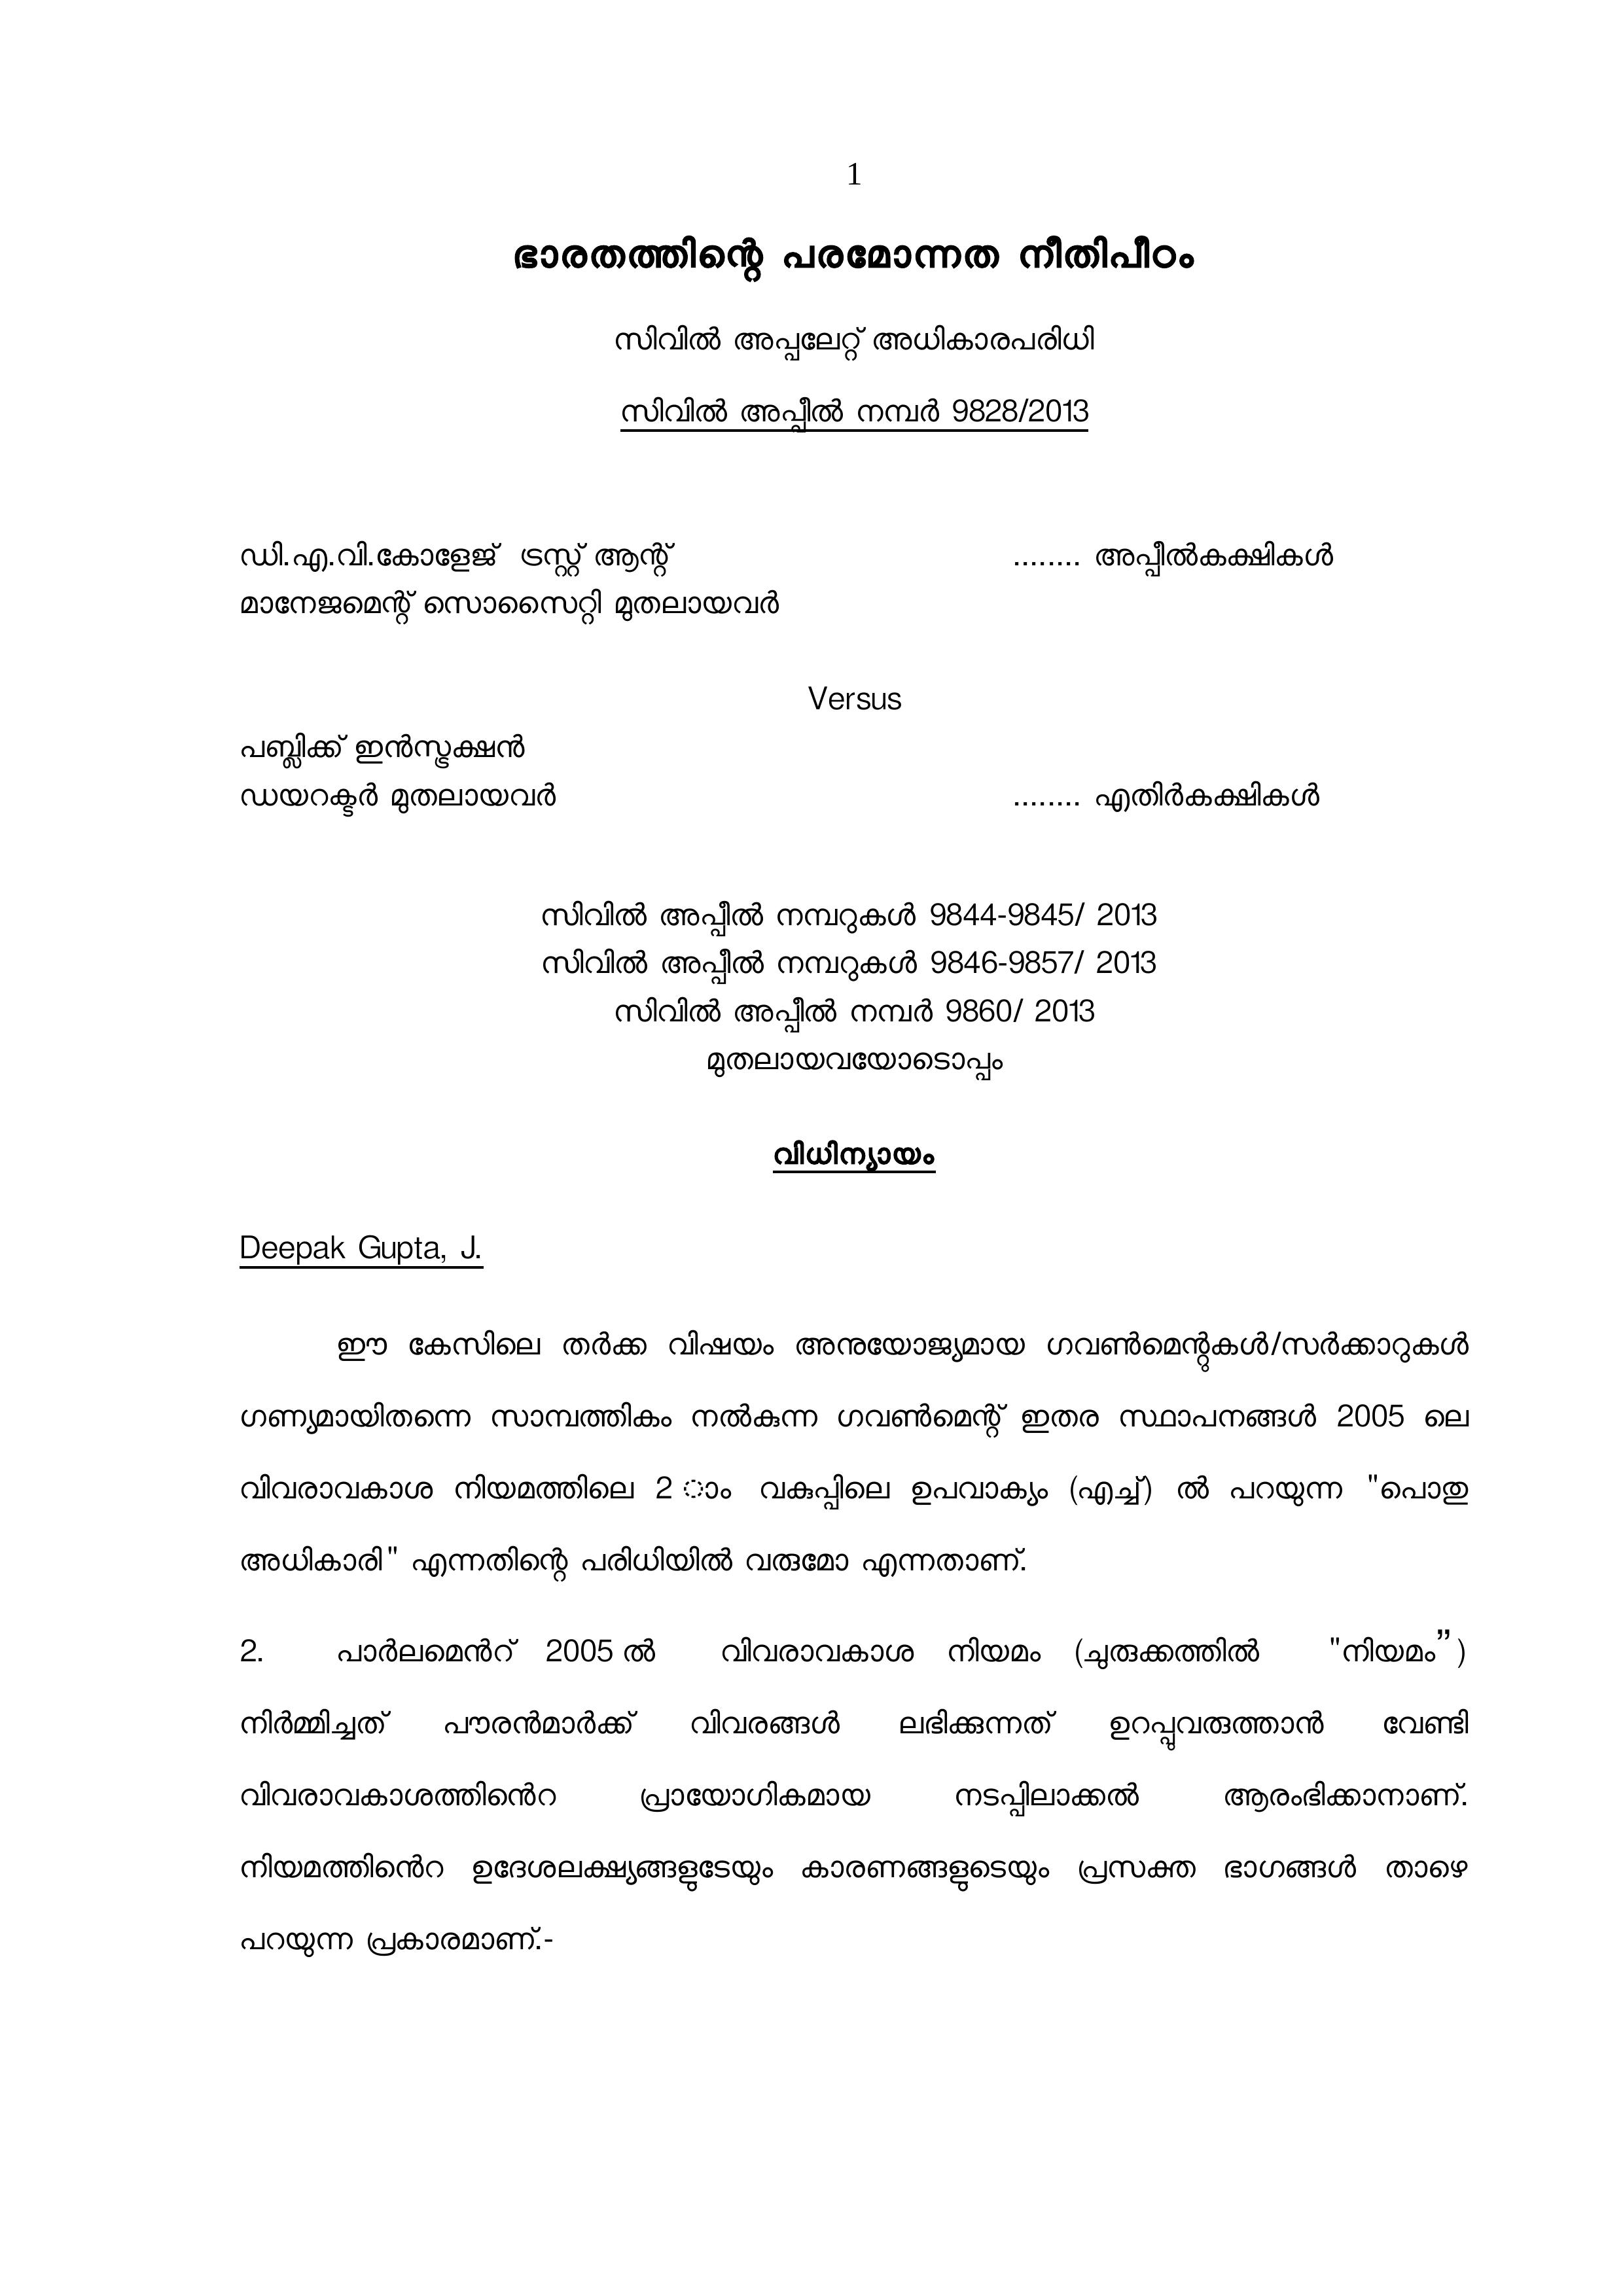 1
ഭാരതത്തിന്റെ പരമോന്നത നീതിപീഠം
സിവിൽ അപ്പലേറ്റ് അധികാരപരിധി
സിവിൽ അപ്പീൽ നമ്പർ 9828/2013
ഡി.എ.വി.കോളേജ് ട്രസ്റ്റ് ആന്റ് ........ അപ്പീൽകക്ഷികൾ
മാനേജമെന്റ് സൊസൈറ്റി മുതലായവർ
Versus
പബ്ലിക്ക് ഇൻസ്ട്രക്ഷൻ
ഡയറക്ടർ മുതലായവർ ........ എതിർകക്ഷികൾ
സിവിൽ അപ്പീൽ നമ്പറുകൾ 9844-9845/ 2013
സിവിൽ അപ്പീൽ നമ്പറുകൾ 9846-9857/ 2013
സിവിൽ അപ്പീൽ നമ്പർ 9860/ 2013
മുതലായവയോടൊപ്പം
വിധിന്യായം
Deepak Gupta, J.
ഈ കേസിലെ തർക്ക വിഷയം അനുയോജ്യമായ ഗവൺമെന്റുകൾ/സർക്കാറുകൾ
ഗണ്യമായിതന്നെ സാമ്പത്തികം നൽകുന്ന ഗവൺമെന്റ് ഇതര സ്ഥാപനങ്ങൾ 2005 ലെ
വിവരാവകാശ നിയമത്തിലെ 2 ാം വകുപ്പിലെ ഉപവാക്യം (എച്ച്) ൽ പറയുന്ന "പൊതു
അധികാരി" എന്നതിന്റെ പരിധിയിൽ വരുമോ എന്നതാണ്.
2. പാർലമെൻറ് 2005 ൽ വിവരാവകാശ നിയമം (ചുരുക്കത്തിൽ "നിയമം”)
നിർമ്മിച്ചത് പൗരൻമാർക്ക് വിവരങ്ങൾ ലഭിക്കുന്നത് ഉറപ്പുവരുത്താൻ വേണ്ടി
വിവരാവകാശത്തിൻെറ പ്രായോഗികമായ നടപ്പിലാക്കൽ ആരംഭിക്കാനാണ്.
നിയമത്തിൻെറ ഉദേശലക്ഷ്യങ്ങളുടേയും കാരണങ്ങളുടെയും പ്രസക്ത ഭാഗങ്ങൾ താഴെ
പറയുന്ന പ്രകാരമാണ്.-